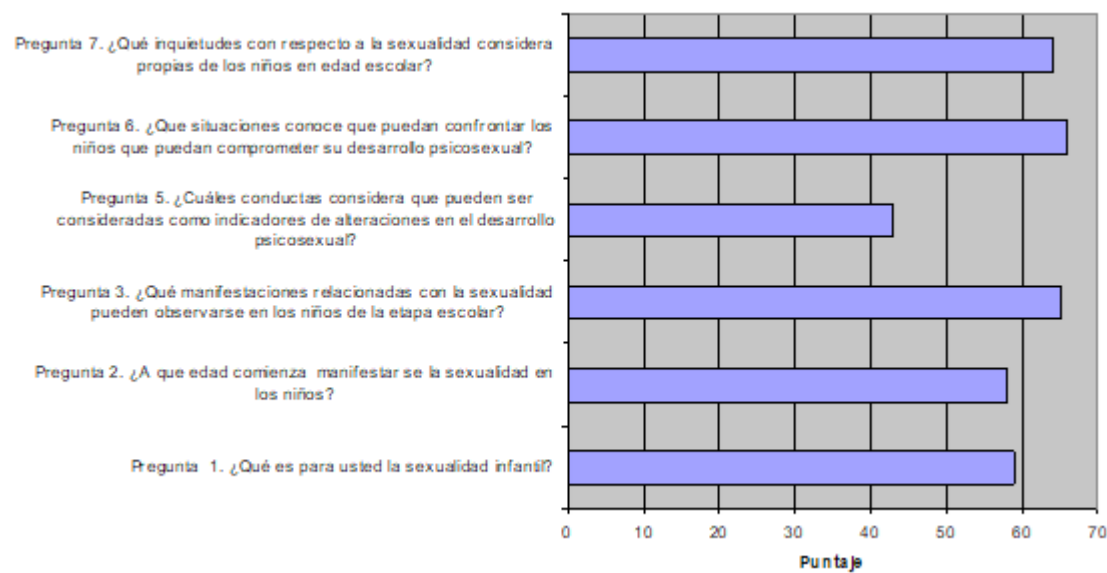 Pregunta 7. ¿Qué inquietudes con respecto a la sexualidad considera
propias de los niños en edad escolar?
Pregunta 6. ¿Que situaciones conoce que puedan confrontar los
niños que puedan comprometer su desarrollo psicosexual?
Pregunta 5. ¿Cuáles conductas considera que pueden ser
consideradas como indicadores de alteraciones en el desarrollo
psicosexual?
Pregunta 3. ¿Qué manifestaciones relacionadas con la sexualidad
pueden observarse en los niños de la etapa escolar?
Pregunta 2. ¿A que edad comienza manifestar se la sexualidad en
los niños?
Pregunta 1. ¿Qué es para usted la sexualidad infantil?
0 10 20 30 40 50 60 70
Puntaje